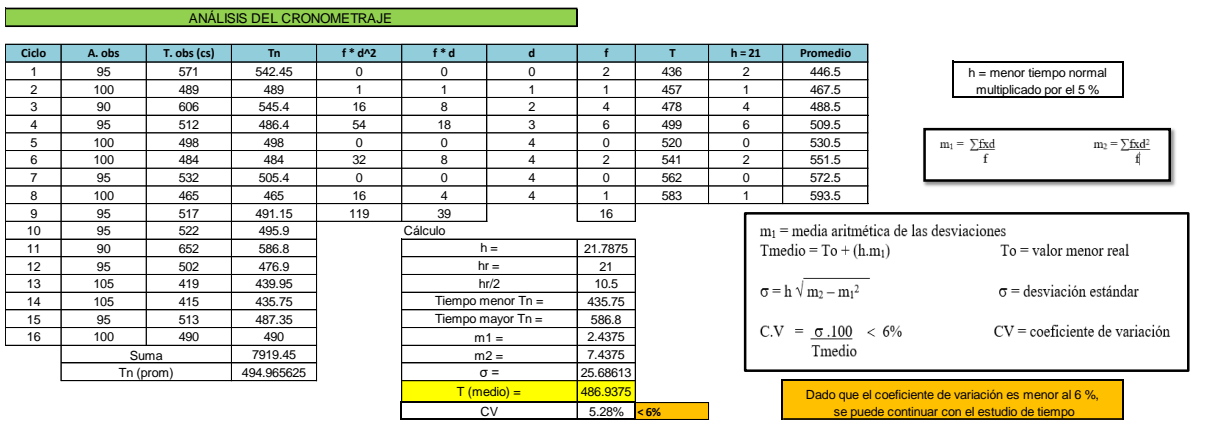 ANÁLISIS DEL CRONOMETRAJE
Ciclo A. obs T. obs (cs) Tn f * d^2 f * d d f T h = 21 Promedio
1 95 571 542.45 0 0 0 2 436 2 446.5
2 100 489 489 1 1 1 1 457 1 467.5
3 90 606 545.4 16 8 2 4 478 4 488.5
4 95 512 486.4 54 18 3 6 499 6 509.5
5 100 498 498 0 0 4 0 520 0 530.5
6 100 484 484 32 8 4 2 541 2 551.5
7 95 532 505.4 0 0 4 0 562 0 572.5
8 100 465 465 16 4 4 1 583 1 593.5
9 95 517 491.15 119 39 16
10 95 522 495.9 Cálculo
11 90 652 586.8 h = 21.7875
12 95 502 476.9 hr = 21
13 105 419 439.95 hr/2 10.5
14 105 415 435.75 Tiempo menor Tn = 435.75
15 95 513 487.35 Tiempo mayor Tn = 586.8
16 100 490 490 m1 = 2.4375
Suma 7919.45 m2 = 7.4375
Tn (prom) 494.965625 σ = 25.68613
T (medio) = 486.9375
CV 5.28% < 6%
h = menor tiempo normal
multiplicado por el 5 %
m₁ = ∑fxd m₂ = ∑fxd²
f f
m₁ = media aritmética de las desviaciones
Tmedio = To + (h.m₁) To = valor menor real
σ = h √ m₂ – m₁² σ = desviación estándar
C.V = σ .100 < 6% CV = coeficiente de variación
Tmedio
Dado que el coeficiente de variación es menor al 6 %,
se puede continuar con el estudio de tiempo